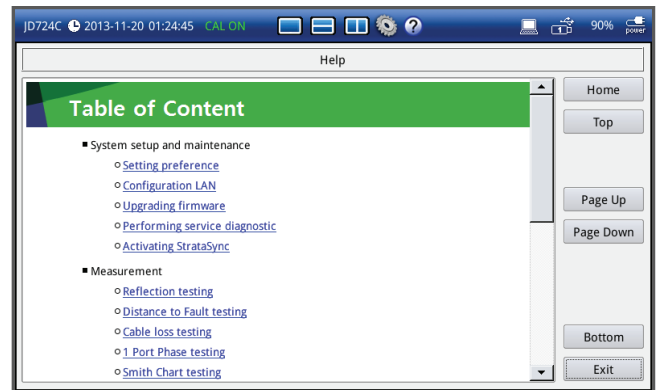 JD724C 2013-11-20 01:24:45 CAL ON ? 1 90% power
Help
Table of Content
System setup and maintenance
Setting preference
Configuration LAN
Upgrading firmware
Performing service diagnostic
Activating StrataSync
Measurement
Reflection testing
Distance to Fault testing
Cable loss testing
1 Port Phase testing
Smith Chart testing
Home
Top
Page Up
Page Down
Bottom
Exit